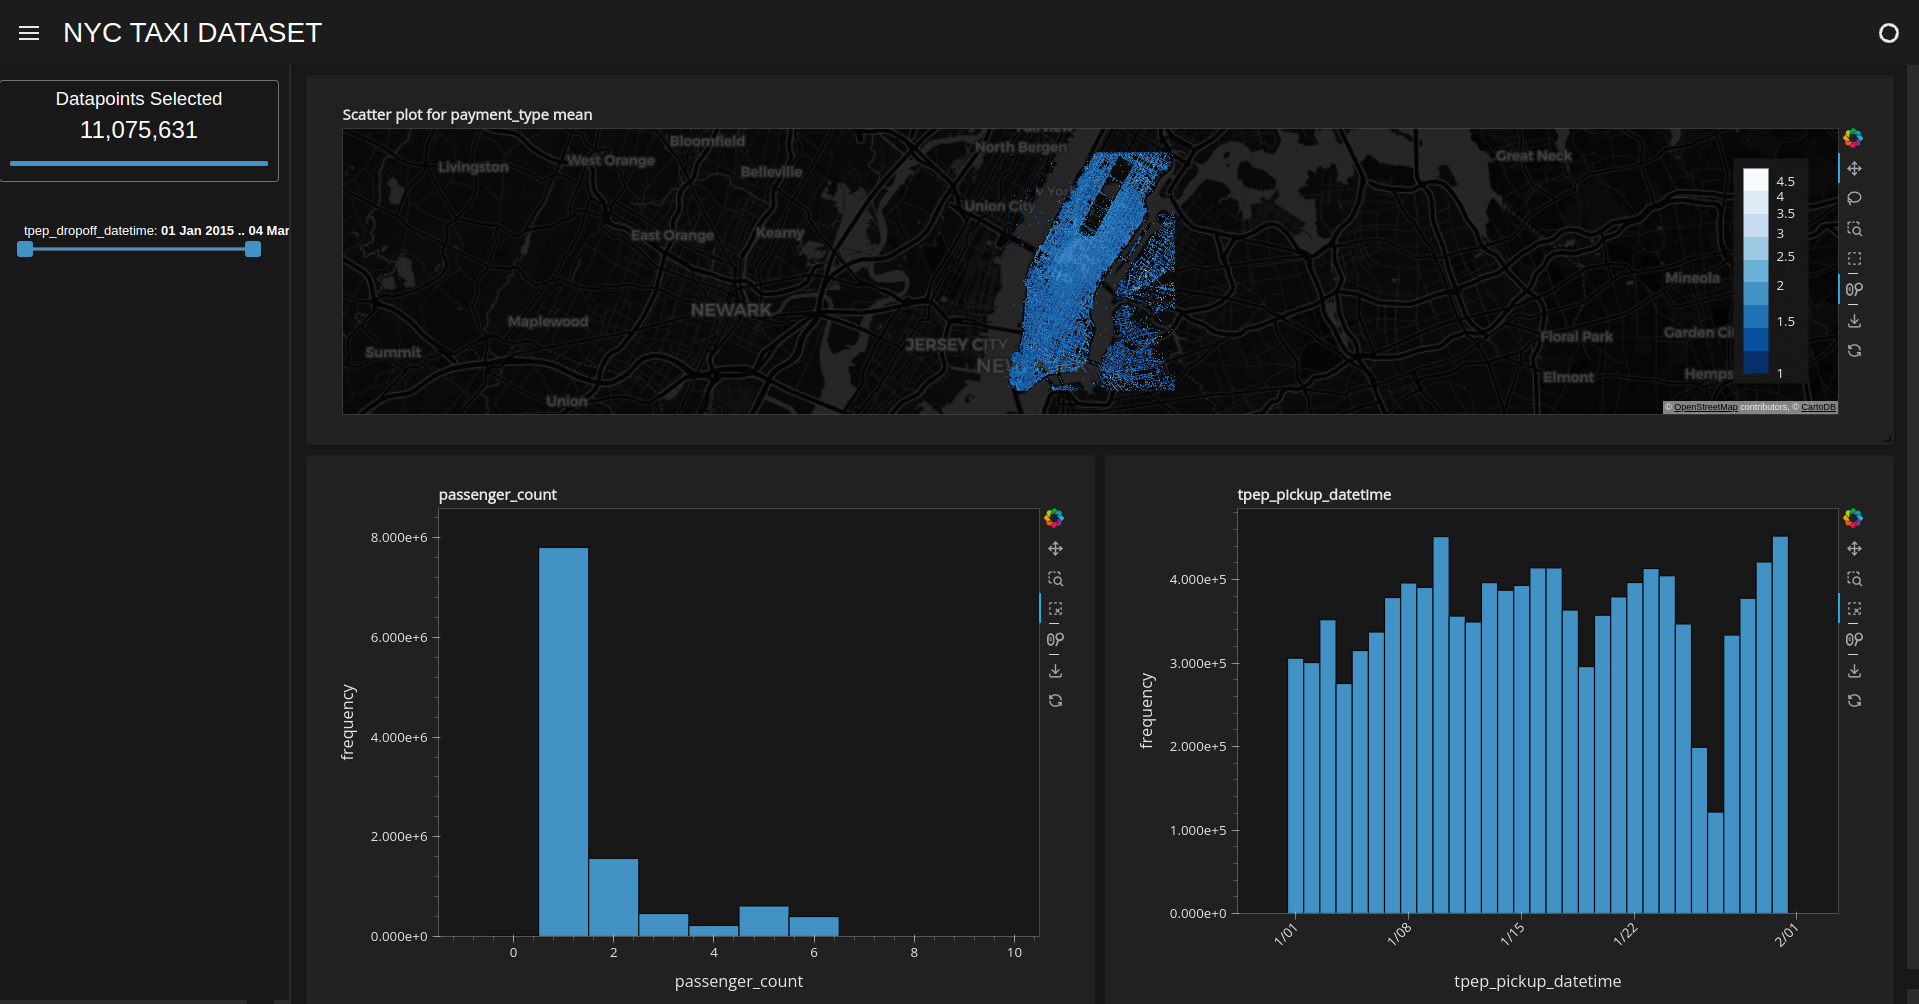 NYC TAXI DATASET
Datapoints Selected
11,075,631
tpep_dropoff_datetime: 01 Jan 2015 .. 04 Mar
Scatter plot for payment_type mean
Bloomfield
North Bergen
Great Neck
Livingston
West Orange
Belleville
Union City
East Orange
Kearny
Mineola
NEWARK
Maplewood
JERSEY CITY
Floral Park
Garden Ci
Summit
Elmont
Hemps
Union
4.5
4
3.5
3
2.5
2
1.5
1
© OpenStreetMap contributors, © CartoDB
passenger_count
8.000e+6
6.000e+6
4.000e+6
2.000e+6
0.000e+0
frequency
0 2 4 6 8 10
passenger_count
tpep_pickup_datetime
4.000e+5
3.000e+5
2.000e+5
1.000e+5
0.000e+0
frequency
1/01 1/08 1/15 1/22 2/01
tpep_pickup_datetime